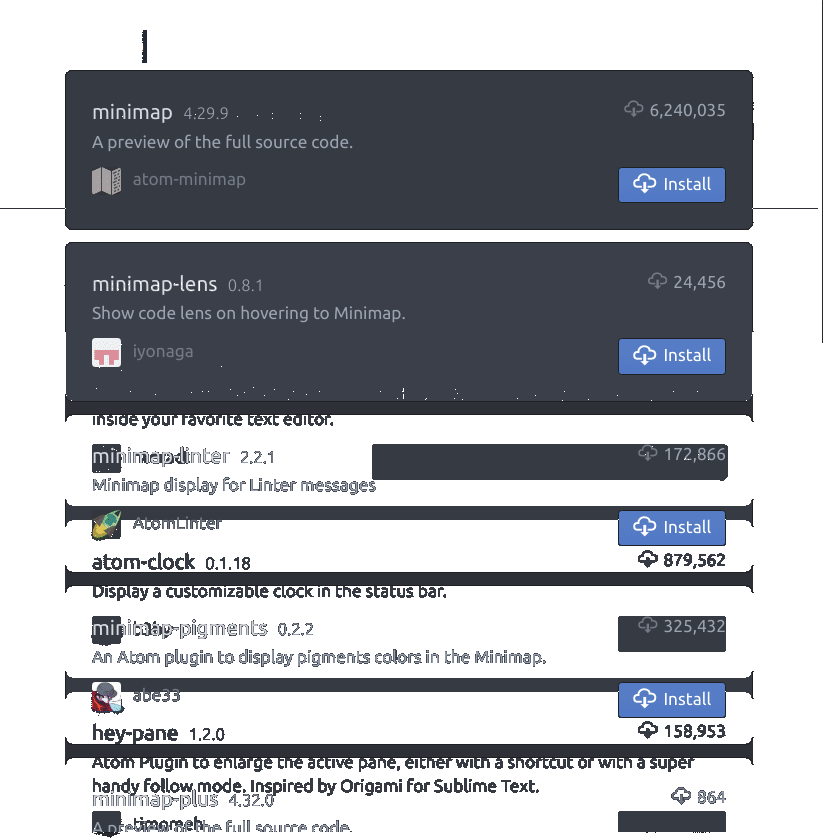 minimap 4.29.9 6,240,035
A preview of the full source code.
atom-minimap Install
minimap-lens 0.8.1 24,456
Show code lens on hovering to Minimap.
iyonaga Install
inside your favorite text editor.
minimap-linter 2.2.1 172,866
Minimap display for Linter messages
AtomLinter Install
atom-clock 0.1.18 879,562
Display a customizable clock in the status bar.
minimap-pigments 0.2.2 325,432
An Atom plugin to display pigments colors in the Minimap.
abe33 Install
hey-pane 1.2.0 158,953
Atom Plugin to enlarge the active pane, either with a shortcut or with a super
handy follow mode. Inspired by Origami for Sublime Text.
minimap-plus 4.32.0 864
A preview of the full source code.